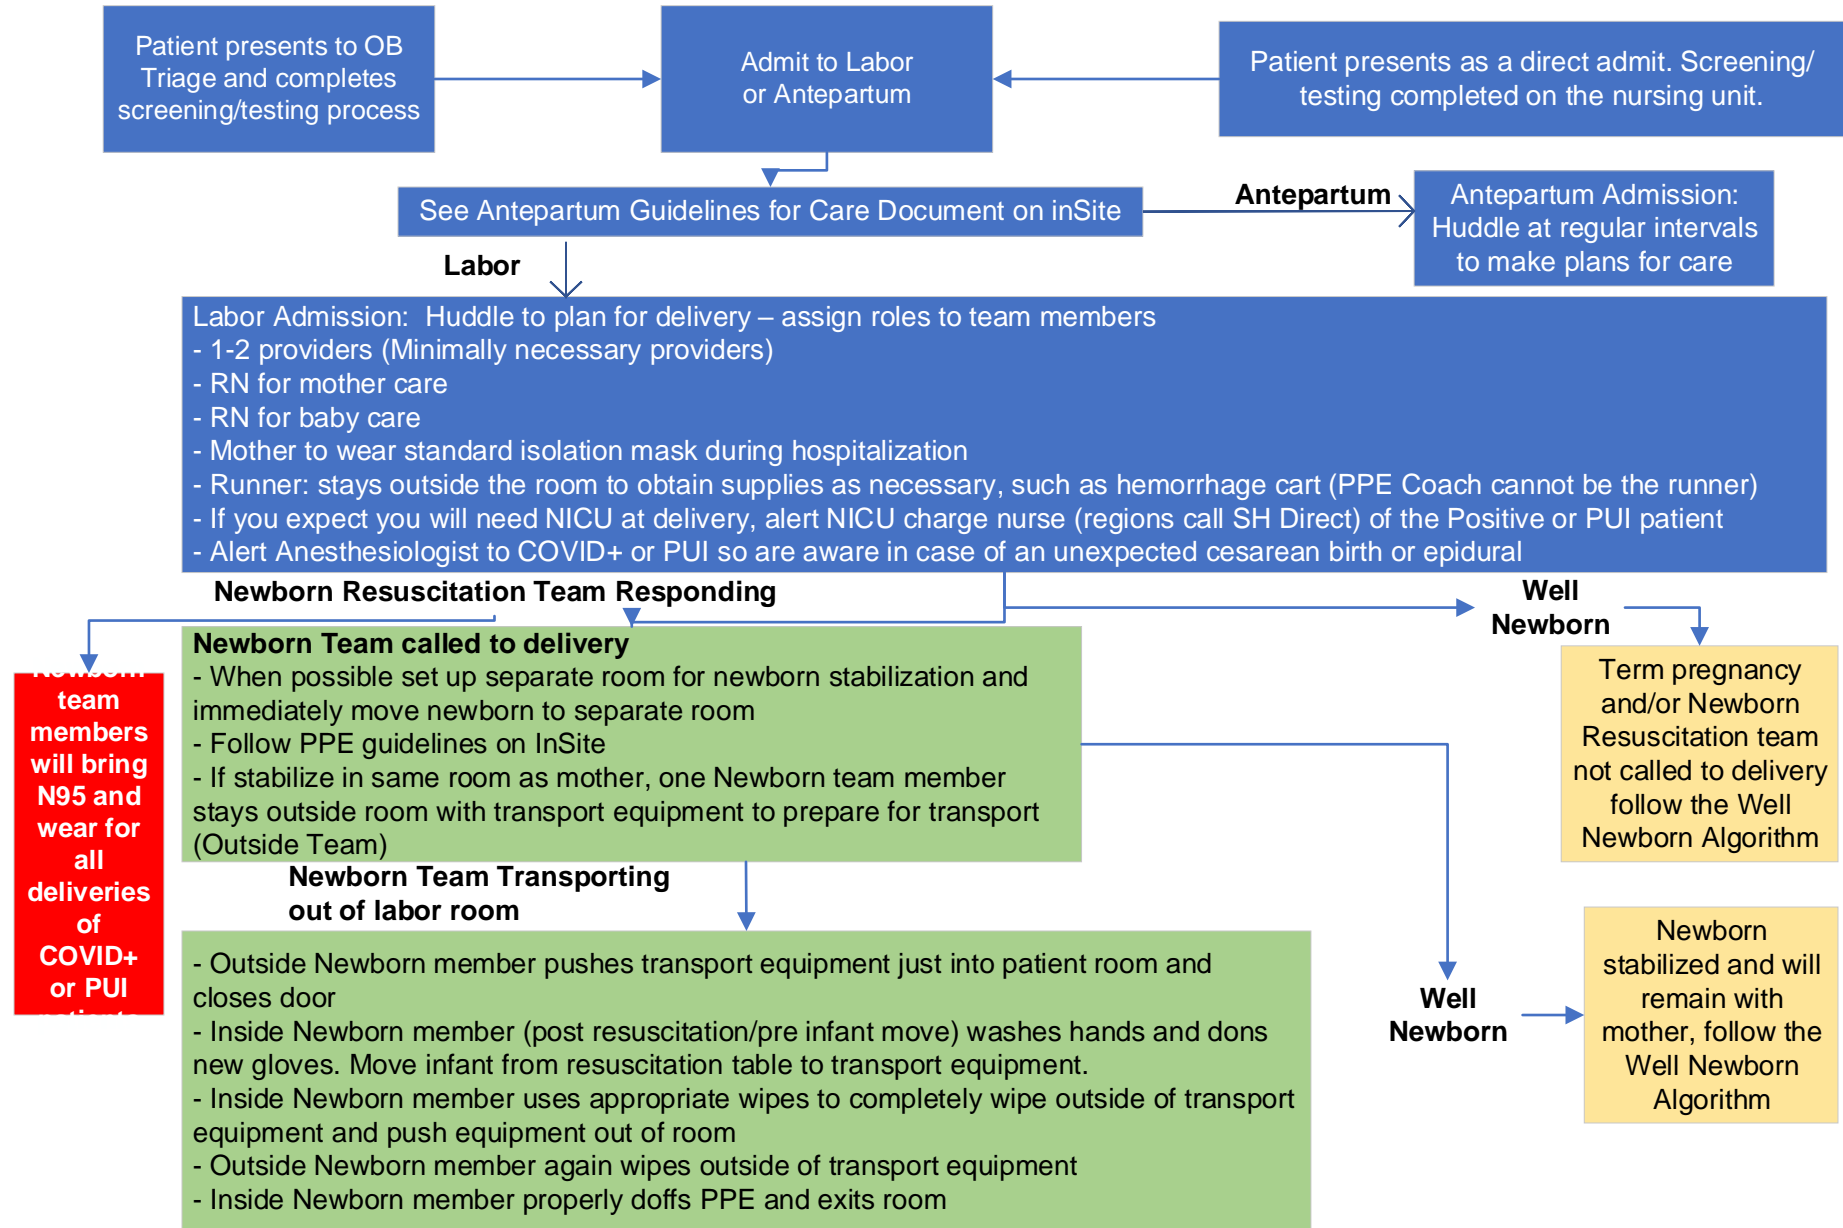 Patient presents to OB
Triage and completes
screening/testing process
Admit to Labor
or Antepartum
Patient presents as a direct admit. Screening/
testing completed on the nursing unit.
See Antepartum Guidelines for Care Document on inSite
Antepartum
Antepartum Admission:
Huddle at regular intervals
to make plans for care
Labor
Labor Admission:  Huddle to plan for delivery – assign roles to team members
- 1-2 providers (Minimally necessary providers)
- RN for mother care
- RN for baby care
- Mother to wear standard isolation mask during hospitalization
- Runner: stays outside the room to obtain supplies as necessary, such as hemorrhage cart (PPE Coach cannot be the runner)
- If you expect you will need NICU at delivery, alert NICU charge nurse (regions call SH Direct) of the Positive or PUI patient
- Alert Anesthesiologist to COVID+ or PUI so are aware in case of an unexpected cesarean birth or epidural
Newborn Resuscitation Team Responding
Well
Newborn
Newborn
team
members
will bring
N95 and
wear for
all
deliveries
of
COVID+
or PUI
patients
Newborn Team called to delivery
- When possible set up separate room for newborn stabilization and
immediately move newborn to separate room
- Follow PPE guidelines on InSite
- If stabilize in same room as mother, one Newborn team member
stays outside room with transport equipment to prepare for transport
(Outside Team)
Term pregnancy
and/or Newborn
Resuscitation team
not called to delivery
follow the Well
Newborn Algorithm
Newborn Team Transporting
out of labor room
- Outside Newborn member pushes transport equipment just into patient room and
closes door
- Inside Newborn member (post resuscitation/pre infant move) washes hands and dons
new gloves. Move infant from resuscitation table to transport equipment.
- Inside Newborn member uses appropriate wipes to completely wipe outside of transport
equipment and push equipment out of room
- Outside Newborn member again wipes outside of transport equipment
- Inside Newborn member properly doffs PPE and exits room
Well
Newborn
Newborn
stabilized and will
remain with
mother, follow the
Well Newborn
Algorithm